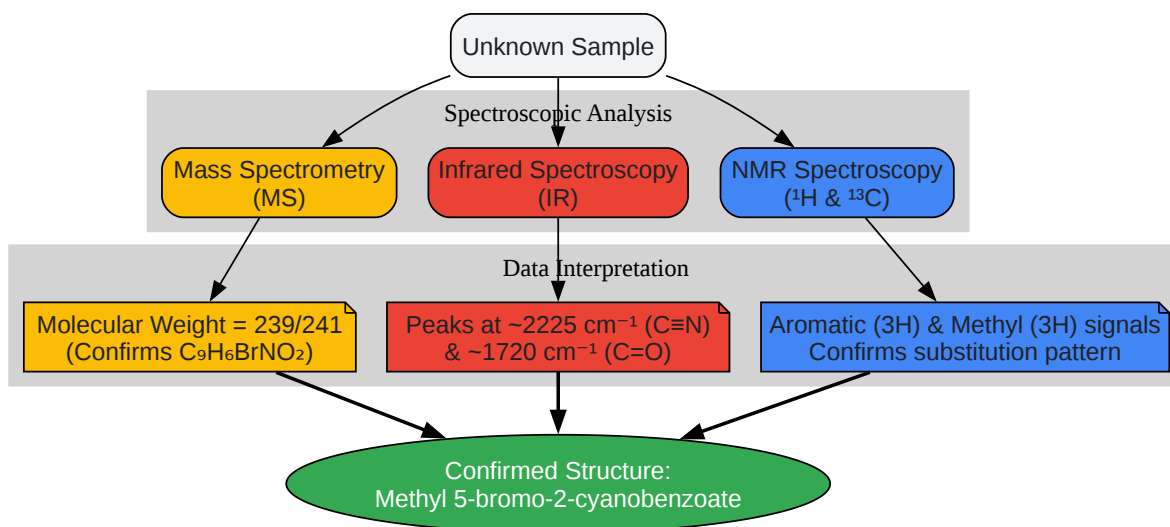 Unknown Sample
Spectroscopic Analysis
Mass Spectrometry
(MS)
Infrared Spectroscopy
(IR)
NMR Spectroscopy
(¹H & ¹³C)
Data Interpretation
Molecular Weight = 239/241
(Confirms C₉H₆BrNO₂)
Peaks at ~2225 cm⁻¹ (C≡N)
& ~1720 cm⁻¹ (C=O)
Aromatic (3H) & Methyl (3H) signals
Confirms substitution pattern
Confirmed Structure:
Methyl 5-bromo-2-cyanobenzoate